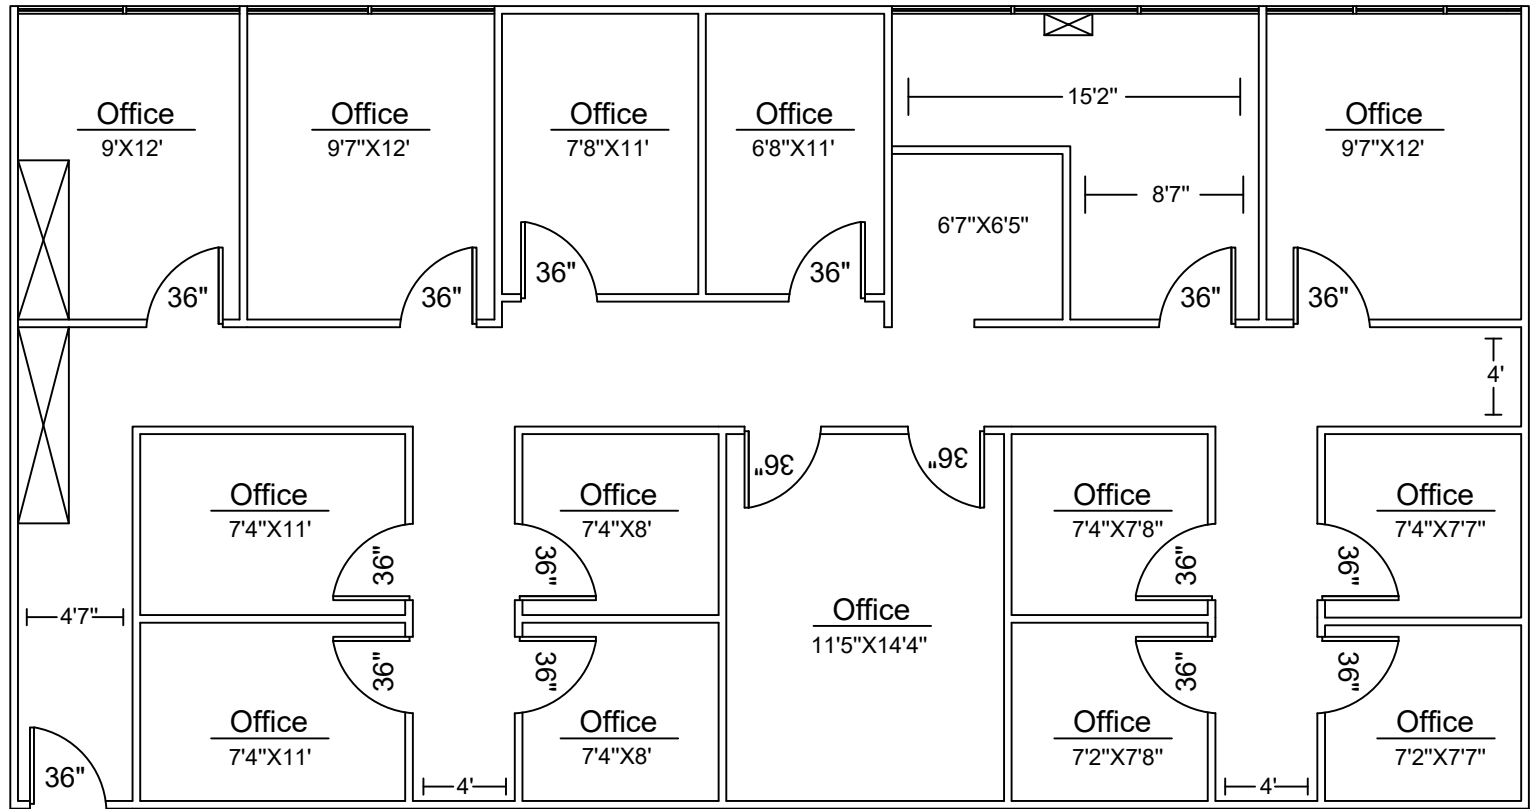 Office
9'X12'
Office
9'7"X12'
Office
7'8"X11'
Office
6'8"X11'
15'2"
Office
9'7"X12'
8'7"
6'7"X6'5"
36"
36"
36"
36"
36"
36"
4'
36"
36"
Office
7'4"X11'
Office
7'4"X8'
Office
7'4"X7'8"
Office
7'4"X7'7"
36"
36"
36"
36"
4'7"
Office
11'5"X14'4"
36"
36"
36"
36"
Office
7'4"X11'
Office
7'4"X8'
Office
7'2"X7'8"
Office
7'2"X7'7"
36"
4'
4'